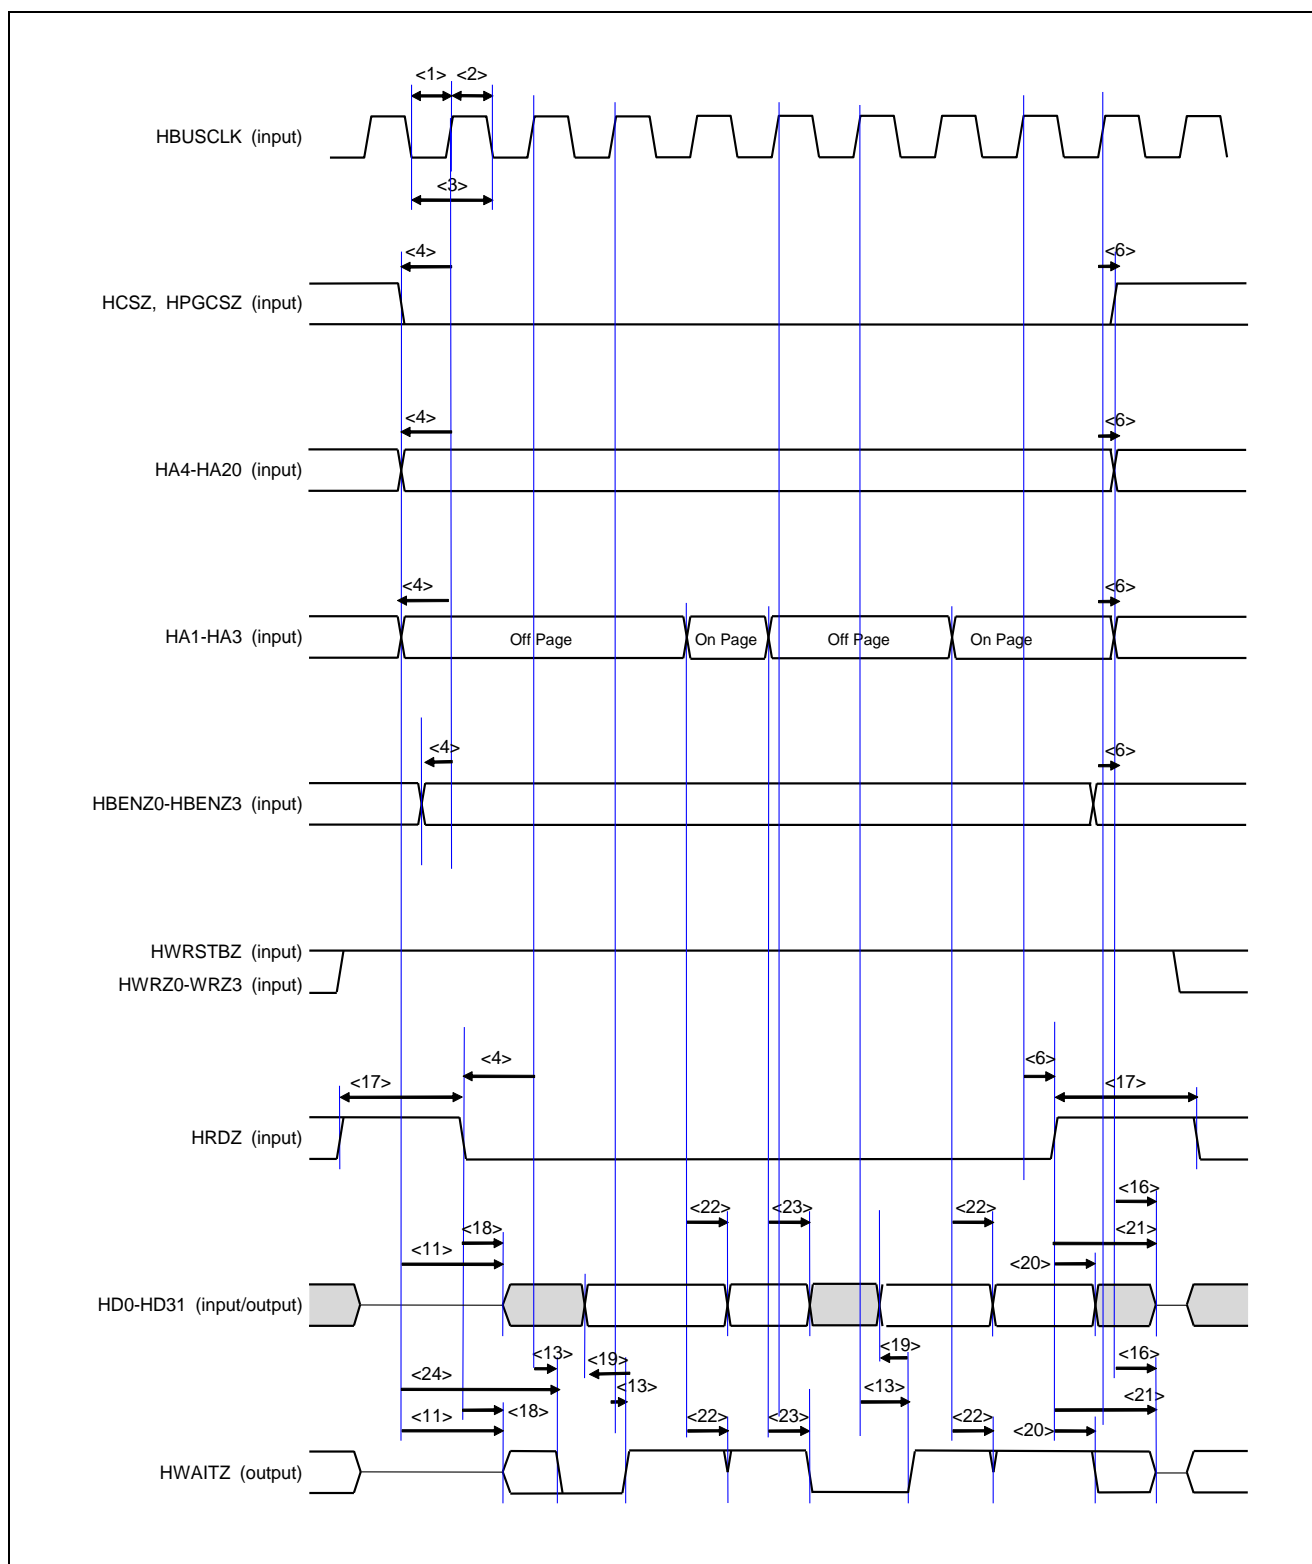 <1> <2>
HBUSCLK (input)
<3>
<4> <6>
HCSZ, HPGCSZ (input)
<4> <6>
HA4-HA20 (input)
<4> <6>
HA1-HA3 (input) Off Page On Page Off Page On Page
<4> <6>
HBENZ0-HBENZ3 (input)
HWRSTBZ (input)
HWRZ0-WRZ3 (input)
<4> <6>
<17> <17>
HRDZ (input)
<16>
<22> <23> <22>
<18> <21>
<11> <20>
HD0-HD31 (input/output)
<19>
<13> <19> <16>
<24> <13> <13>
<21>
<18>
<11> <22> <23> <22> <20>
HWAITZ (output)